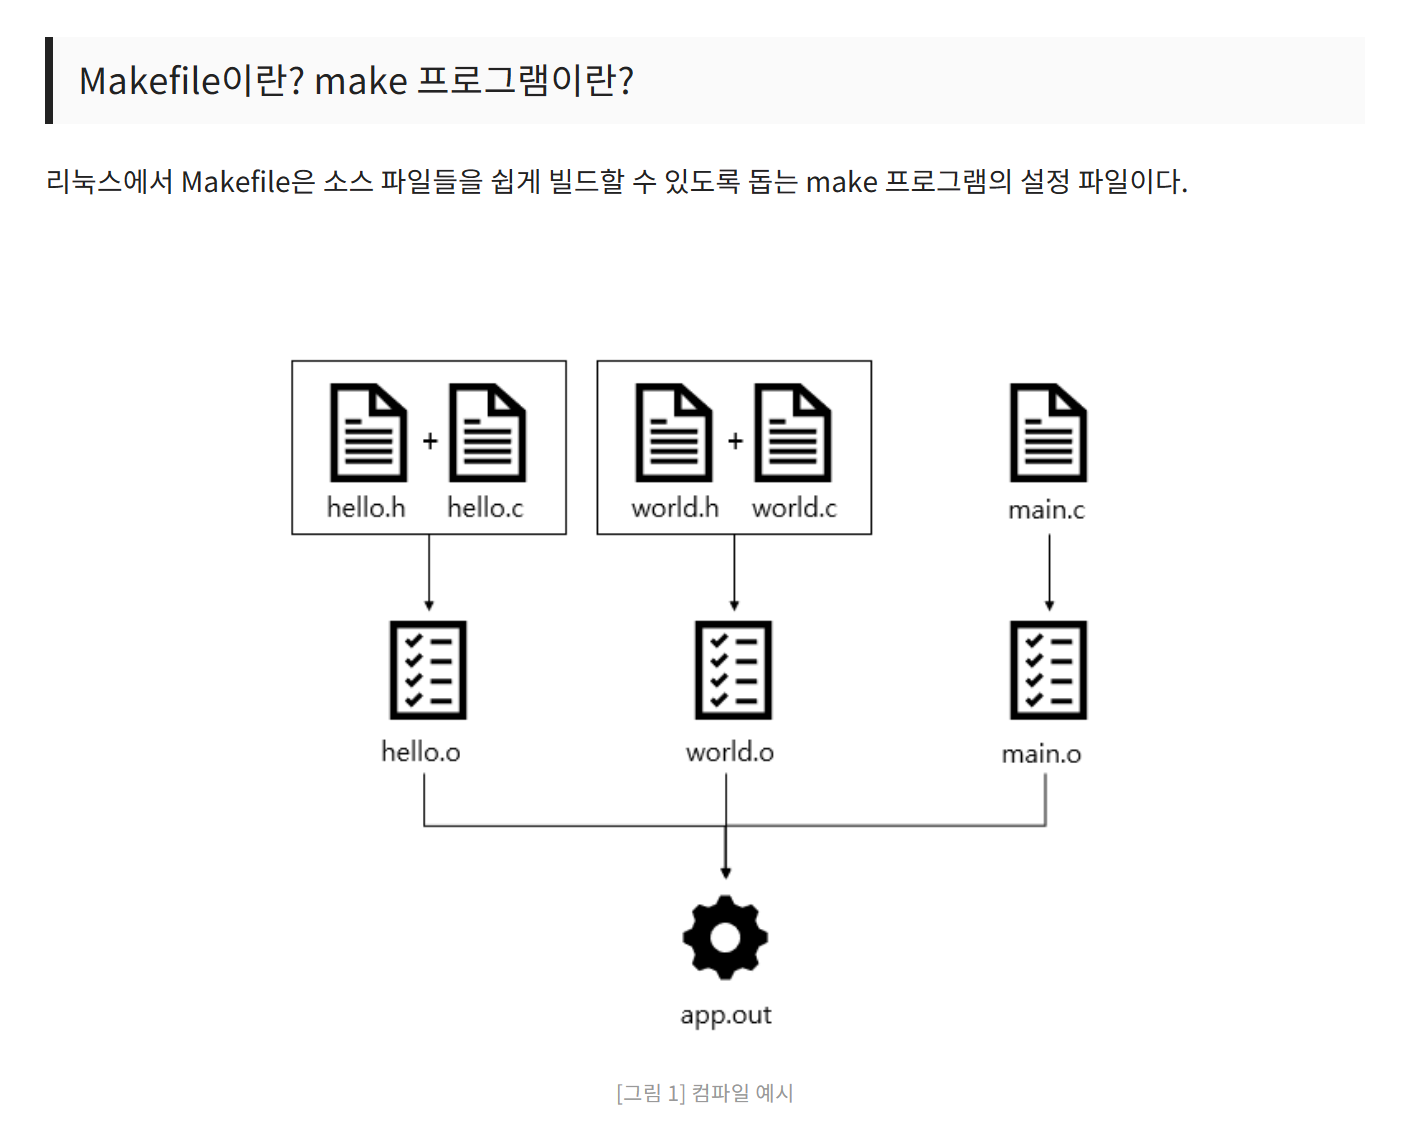 Makefile이란? make 프로그램이란?
리눅스에서 Makefile은 소스 파일들을 쉽게 빌드할 수 있도록 돕는 make 프로그램의 설정 파일이다.
hello.h + hello.c
world.h + world.c
main.c
hello.o
world.o
main.o
app.out
[그림 1] 컴파일 예시